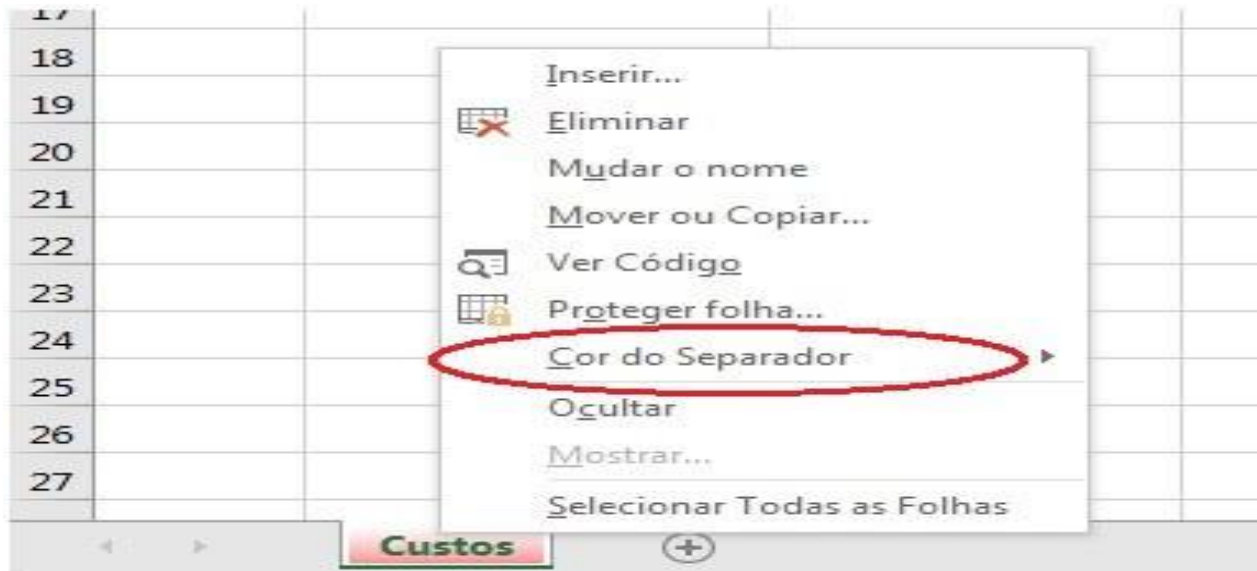 17
18
Inserir...
19
Eliminar
20
Mudar o nome
21
Mover ou Copiar...
22
Ver Código
23
Proteger folha...
24
Cor do Separador
25
Ocultar
26
Mostrar...
27
Selecionar Todas as Folhas
Custos